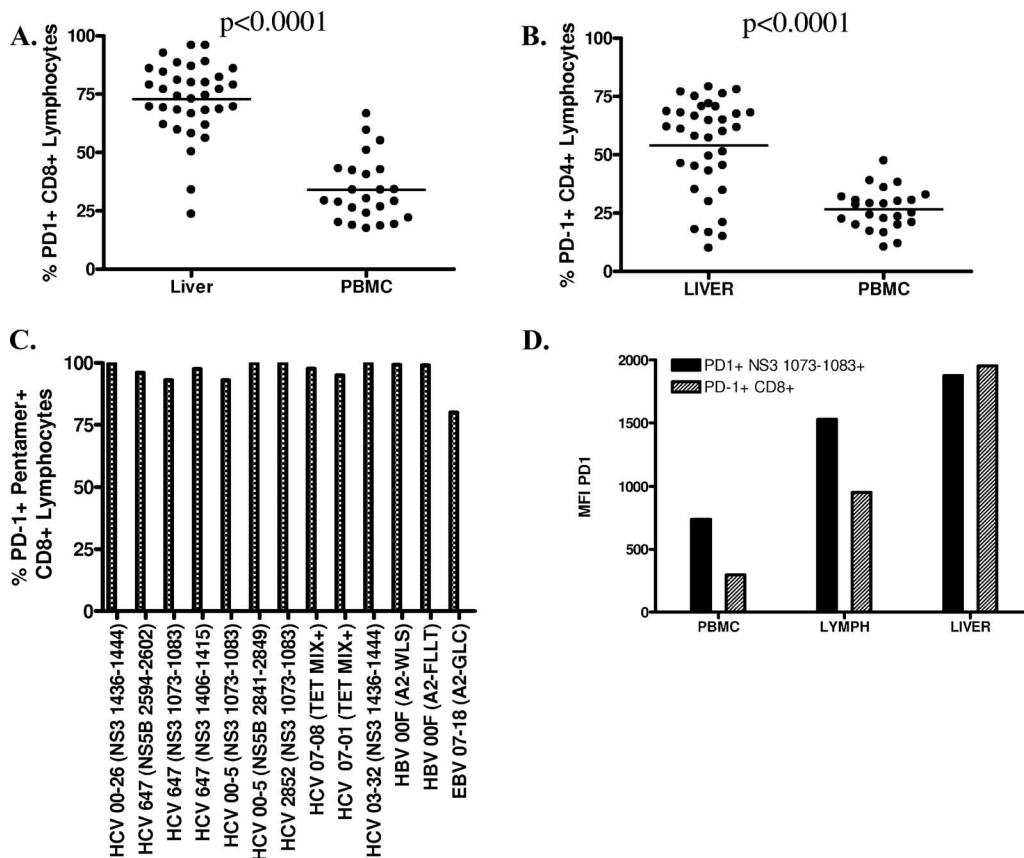 A.
p<0.0001
% PD1+ CD8+ Lymphocytes
100
75
50
25
0
Liver
PBMC
B.
p<0.0001
% PD-1+ CD4+ Lymphocytes
100
75
50
25
0
LIVER
PBMC
C.
% PD-1+ Pentamer+
CD8+ Lymphocytes
100
75
50
25
0
HCV 00-26 (NS3 1436-1444)
HCV 647 (NS5B 2594-2602)
HCV 647 (NS3 1073-1083)
HCV 647 (NS3 1406-1415)
HCV 00-5 (NS3 1073-1083)
HCV 00-5 (NS5B 2841-2849)
HCV 2852 (NS3 1073-1083)
HCV 07-08 (TET MIX+)
HCV 07-01 (TET MIX+)
HCV 03-32 (NS3 1436-1444)
HBV 00F (A2-WLS)
HBV 00F (A2-FLLT)
EBV 07-18 (A2-GLC)
D.
PD1+ NS3 1073-1083+
PD-1+ CD8+
MFI PD1
2000
1500
1000
500
0
PBMC
LYMPH
LIVER